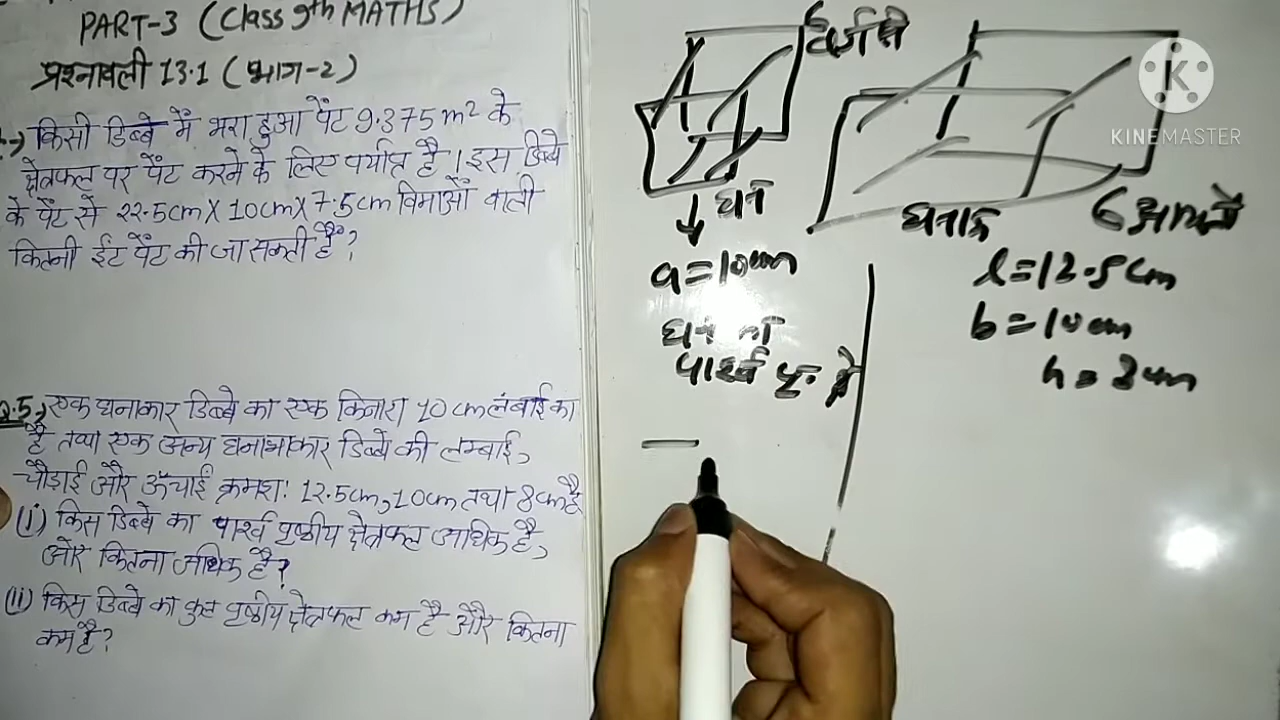 PART-3 (Class 9th MATHS)
प्रश्नावली 13.1 (भाग-2)
किसी डिब्बे में भरा हुआ पेंट 9.375 m² के
क्षेत्रफल पर पेंट करने के लिए पर्याप्त है। इस डिब्बे
के पेंट से 22.5cm X 10cm X 7.5cm विमाओं वाली
कितनी ईंट पेंट की जा सकती हैं?
Q.5 एक घनाकार डिब्बे का एक किनारा 10 cm लंबाई का
है तथा एक अन्य घनाभाकार डिब्बे की लम्बाई,
चौड़ाई और ऊँचाई क्रमश: 12.5cm, 10cm तथा 8cm है
(i) किस डिब्बे का पार्श्व पृष्ठीय क्षेत्रफल अधिक है,
और कितना अधिक है?
(ii) किस डिब्बे का कुल पृष्ठीय क्षेत्रफल कम है और कितना
कम है?
घन
a = 10cm
घन का
पार्श्व पृ. क्षे
घनाभ
l = 12.5cm
b = 10cm
h = 8cm
K
KINEMASTER